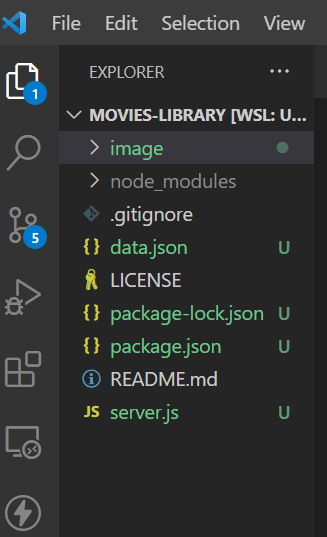 Movies Edit Selection View
EXPLORER ···
MOVIES-LIBRARY [WSL: U...
1
image
node_modules
.gitignore
5
{} data.json U
LICENSE
{} package-lock.json U
{} package.json U
README.md
JS server.js U